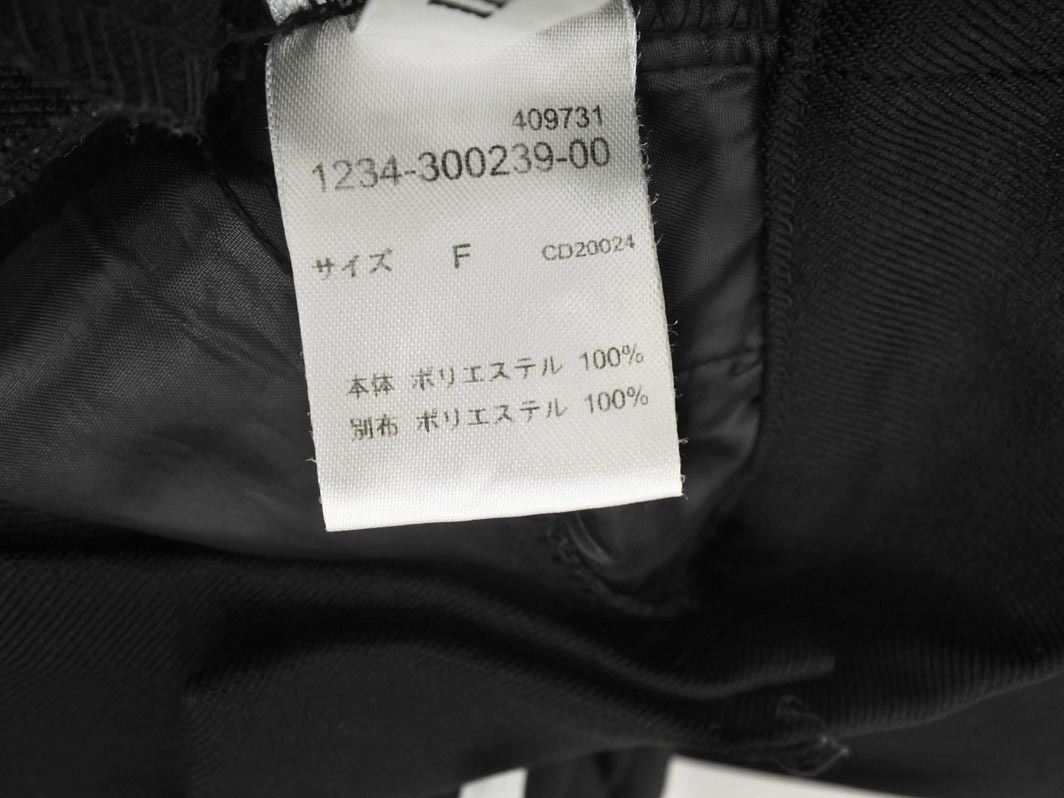 409731
1234-300239-00
サイズ F CD20024
本体 ポリエステル 100%
別布 ポリエステル 100%